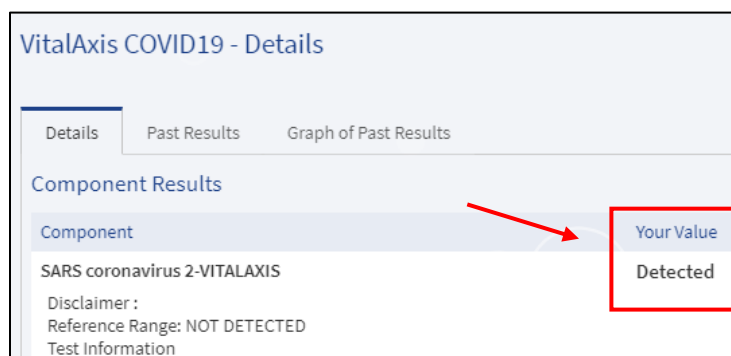 VitalAxis COVID19 - Details
Details Past Results Graph of Past Results
Component Results
Component Your Value
SARS coronavirus 2-VITALAXIS Detected
Disclaimer :
Reference Range: NOT DETECTED
Test Information